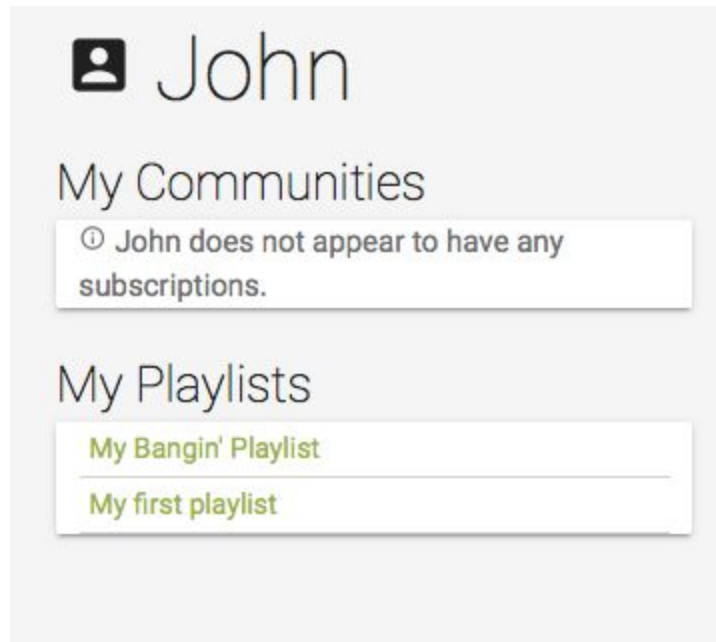 John
My Communities
John does not appear to have any
subscriptions.
My Playlists
My Bangin' Playlist
My first playlist